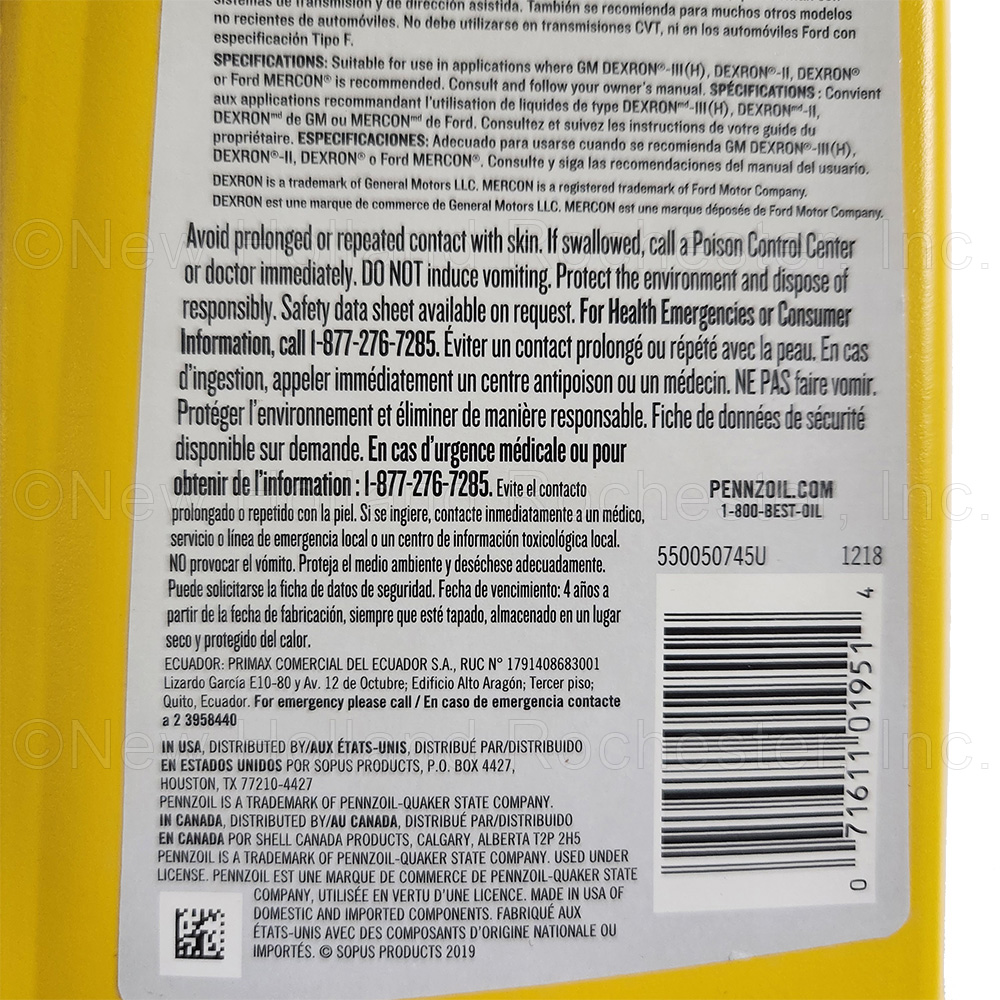 sistemas de transmisión y de dirección asistida. También se recomienda para muchos otros modelos
no recientes de automóviles. No debe utilizarse en transmisiones CVT, ni en los automóviles Ford con
especificación Tipo F.
SPECIFICATIONS: Suitable for use in applications where GM DEXRON®-III(H), DEXRON®-II, DEXRON®
or Ford MERCON® is recommended. Consult and follow your owner's manual. SPÉCIFICATIONS : Convient
aux applications recommandant l'utilisation de liquides de type DEXRONᵐᵈ-III(H), DEXRONᵐᵈ-II,
DEXRONᵐᵈ de GM ou MERCONᵐᵈ de Ford. Consultez et suivez les instructions de votre guide du
propriétaire. ESPECIFICACIONES: Adecuado para usarse cuando se recomienda GM DEXRON®-III(H),
DEXRON®-II, DEXRON® o Ford MERCON®. Consulte y siga las recomendaciones del manual del usuario.
DEXRON is a trademark of General Motors LLC. MERCON is a registered trademark of Ford Motor Company.
DEXRON est une marque de commerce de General Motors LLC. MERCON est une marque déposée de Ford Motor Company.
©New Holland Rochester, Inc.
Avoid prolonged or repeated contact with skin. If swallowed, call a Poison Control Center
or doctor immediately. DO NOT induce vomiting. Protect the environment and dispose of
responsibly. Safety data sheet available on request. For Health Emergencies or Consumer
Information, call 1-877-276-7285. Éviter un contact prolongé ou répété avec la peau. En cas
d'ingestion, appeler immédiatement un centre antipoison ou un médecin. NE PAS faire vomir.
Protéger l'environnement et éliminer de manière responsable. Fiche de données de sécurité
disponible sur demande. En cas d'urgence médicale ou pour
obtenir de l'information : 1-877-276-7285. Evite el contacto
©New Holland Rochester, Inc.
prolongado o repetido con la piel. Si se ingiere, contacte inmediatamente a un médico,
servicio o línea de emergencia local o un centro de información toxicológica local.
NO provocar el vómito. Proteja el medio ambiente y deséchese adecuadamente.
Puede solicitarse la ficha de datos de seguridad. Fecha de vencimiento: 4 años a
partir de la fecha de fabricación, siempre que esté tapado, almacenado en un lugar
seco y protegido del calor.
PENNZOIL.COM
1-800-BEST-OIL
550050745U 1218
0 71611 01951 4
ECUADOR: PRIMAX COMERCIAL DEL ECUADOR S.A., RUC N° 1791408683001
Lizardo García E10-80 y Av. 12 de Octubre; Edificio Alto Aragón; Tercer piso;
Quito, Ecuador. For emergency please call / En caso de emergencia contacte
a 2 3958440
©New Holland Rochester, Inc.
IN USA, DISTRIBUTED BY/AUX ÉTATS-UNIS, DISTRIBUÉ PAR/DISTRIBUIDO
EN ESTADOS UNIDOS POR SOPUS PRODUCTS, P.O. BOX 4427,
HOUSTON, TX 77210-4427
PENNZOIL IS A TRADEMARK OF PENNZOIL-QUAKER STATE COMPANY.
IN CANADA, DISTRIBUTED BY/AU CANADA, DISTRIBUÉ PAR/DISTRIBUIDO
EN CANADA POR SHELL CANADA PRODUCTS, CALGARY, ALBERTA T2P 2H5
PENNZOIL IS A TRADEMARK OF PENNZOIL-QUAKER STATE COMPANY. USED UNDER
LICENSE. PENNZOIL EST UNE MARQUE DE COMMERCE DE PENNZOIL-QUAKER STATE
COMPANY, UTILISÉE EN VERTU D'UNE LICENCE. MADE IN USA OF
DOMESTIC AND IMPORTED COMPONENTS. FABRIQUÉ AUX
ÉTATS-UNIS AVEC DES COMPOSANTS D'ORIGINE NATIONALE OU
IMPORTÉS. © SOPUS PRODUCTS 2019
©New Holland Rochester, Inc.